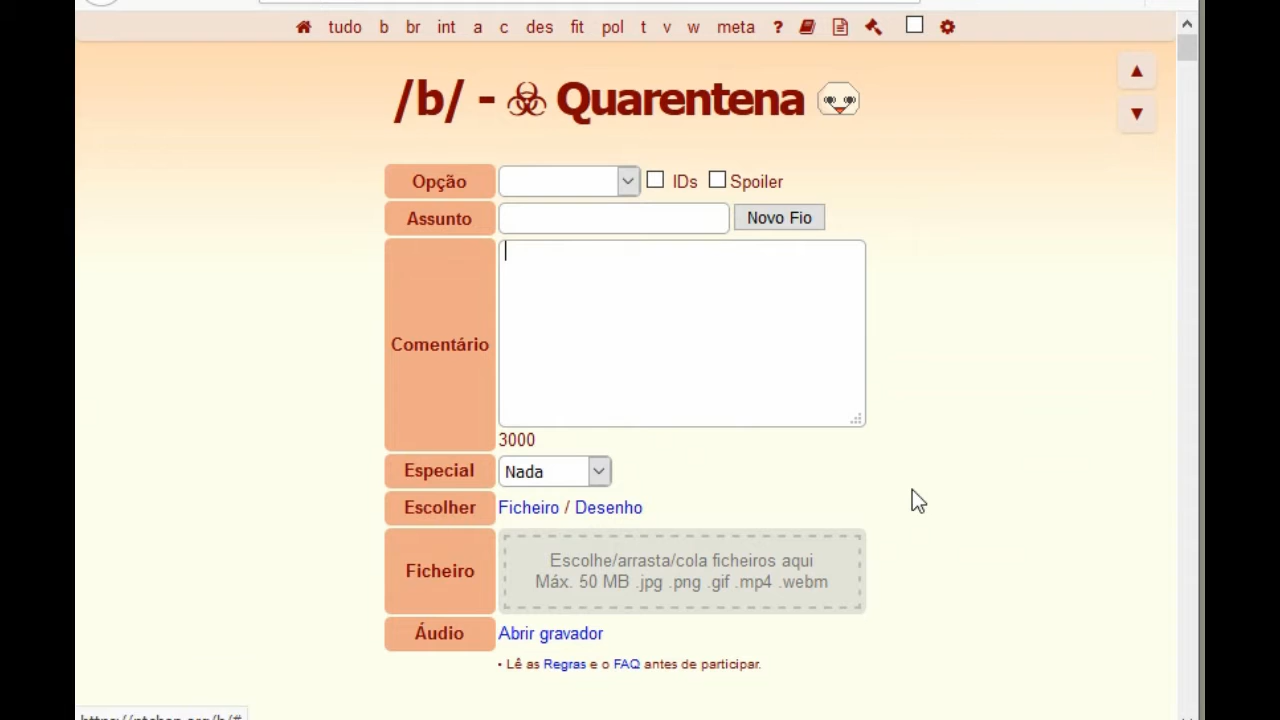 tudo b br int a c des fit pol t v w meta ?
/b/ - ☣ Quarentena
▲
▼
Opção IDs Spoiler
Assunto Novo Fio
Comentário
3000
Especial Nada
Escolher Ficheiro / Desenho
Ficheiro
Escolhe/arrasta/cola ficheiros aqui
Máx. 50 MB .jpg .png .gif .mp4 .webm
Áudio Abrir gravador
• Lê as Regras e o FAQ antes de participar.